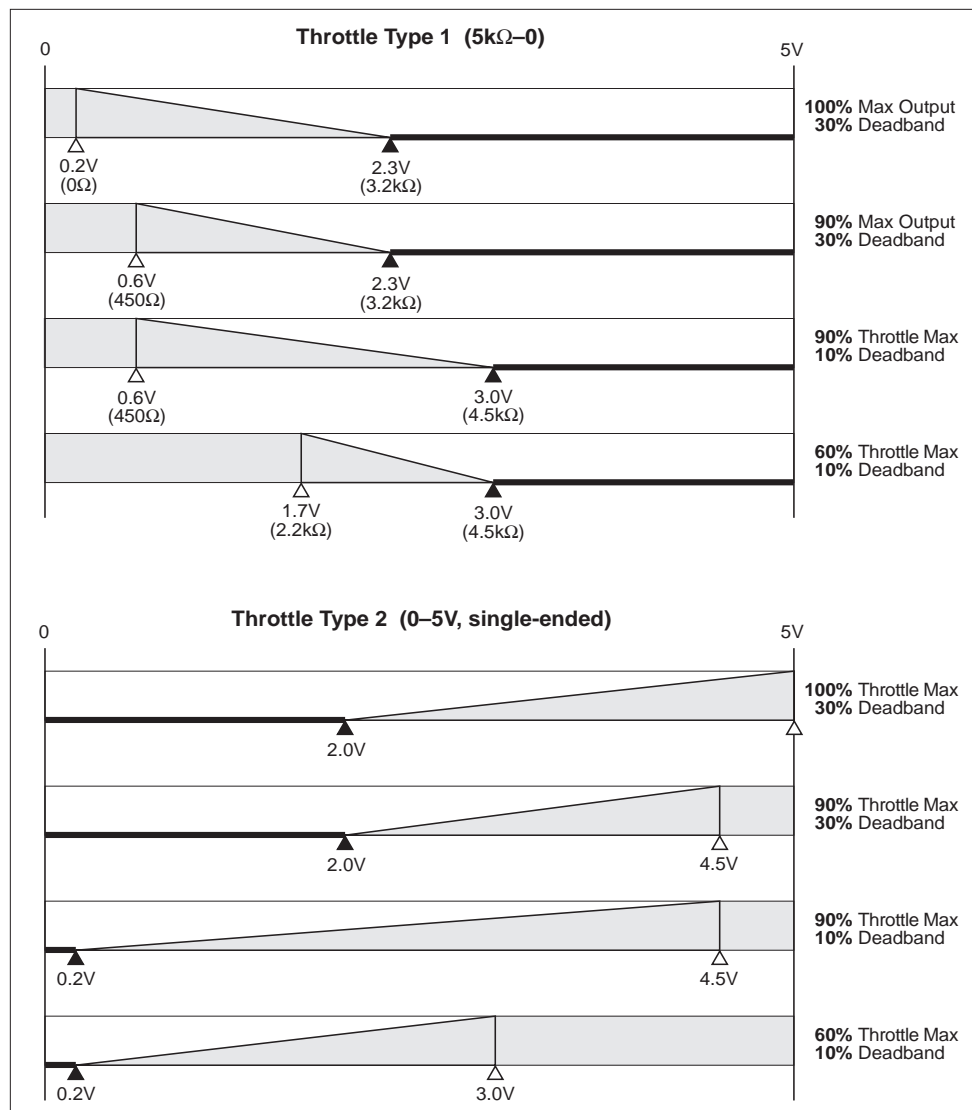 Throttle Type 1 (5kΩ–0)
0
5V
100% Max Output
30% Deadband
0.2V
(0Ω)
2.3V
(3.2kΩ)
90% Max Output
30% Deadband
0.6V
(450Ω)
2.3V
(3.2kΩ)
90% Throttle Max
10% Deadband
0.6V
(450Ω)
3.0V
(4.5kΩ)
60% Throttle Max
10% Deadband
1.7V
(2.2kΩ)
3.0V
(4.5kΩ)
Throttle Type 2 (0–5V, single-ended)
0
5V
100% Throttle Max
30% Deadband
2.0V
90% Throttle Max
30% Deadband
2.0V
4.5V
90% Throttle Max
10% Deadband
0.2V
4.5V
60% Throttle Max
10% Deadband
0.2V
3.0V